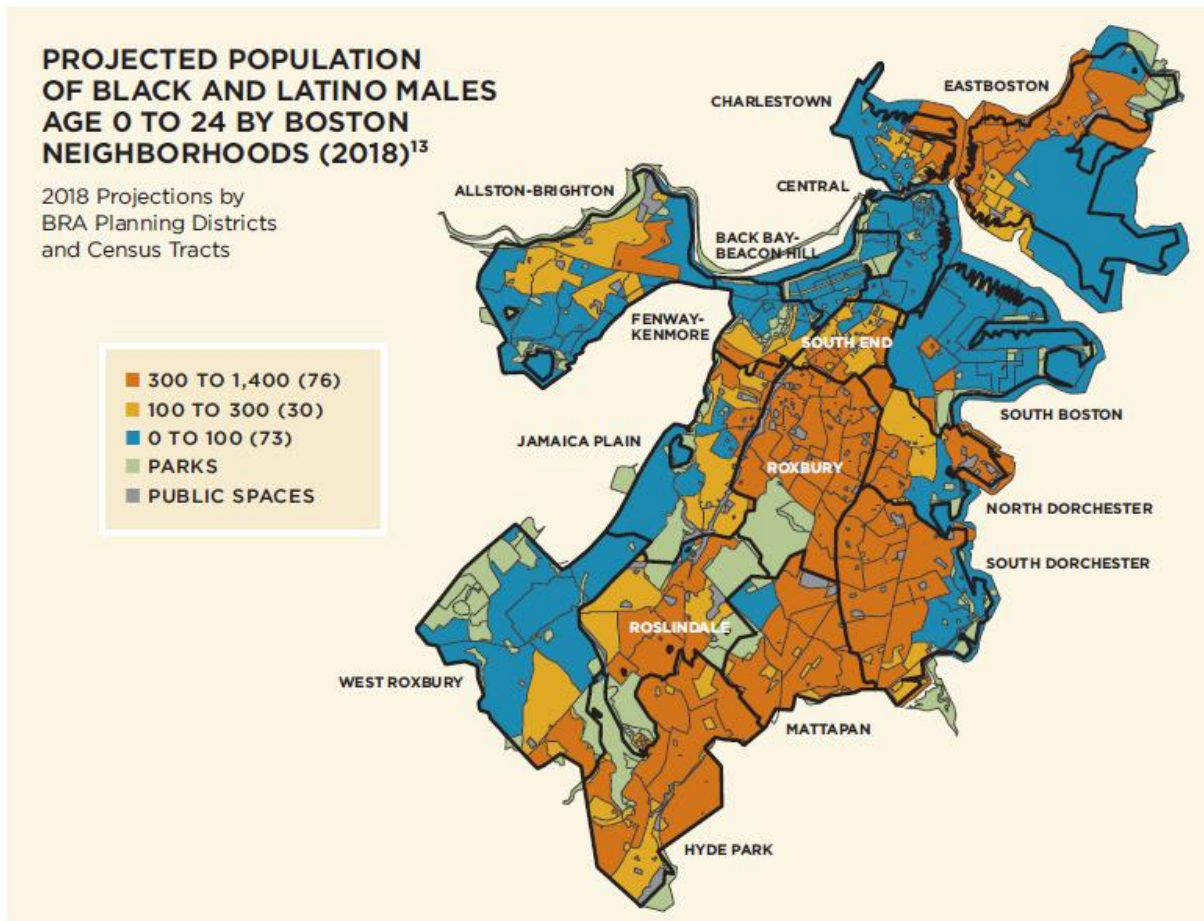 PROJECTED POPULATION
OF BLACK AND LATINO MALES
AGE 0 TO 24 BY BOSTON
NEIGHBORHOODS (2018)¹³
2018 Projections by
BRA Planning Districts
and Census Tracts
300 TO 1,400 (76)
100 TO 300 (30)
0 TO 100 (73)
PARKS
PUBLIC SPACES
EASTBOSTON
CHARLESTOWN
ALLSTON-BRIGHTON
CENTRAL
BACK BAY-
BEACON HILL
FENWAY-
KENMORE
SOUTH END
SOUTH BOSTON
JAMAICA PLAIN
ROXBURY
NORTH DORCHESTER
SOUTH DORCHESTER
ROSLINDALE
WEST ROXBURY
MATTAPAN
HYDE PARK